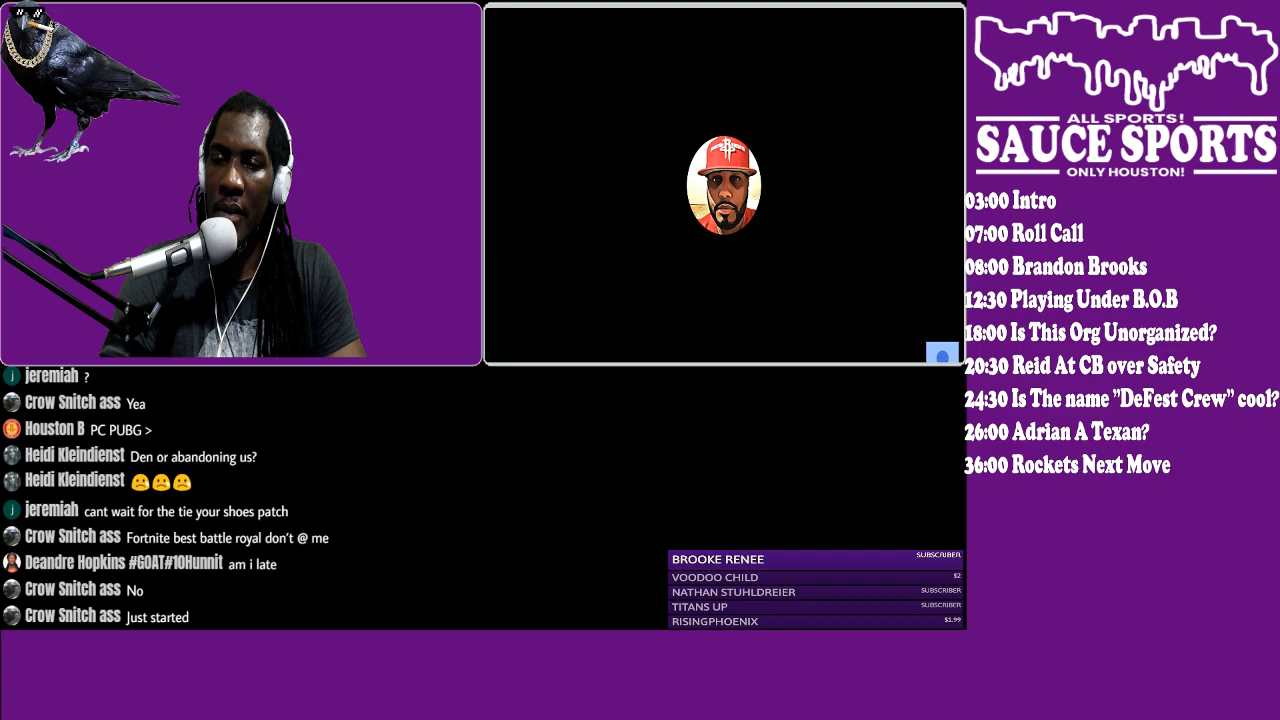 ALL SPORTS!
SAUCE SPORTS
ONLY HOUSTON!
03:00 Intro
07:00 Roll Call
08:00 Brandon Brooks
12:30 Playing Under B.O.B
18:00 Is This Org Unorganized?
20:30 Reid At CB over Safety
24:30 Is The name "DeFest Crew" cool?
26:00 Adrian A Texan?
36:00 Rockets Next Move
j jeremiah ?
Crow Snitch ass Yea
Houston B PC PUBG >
Heidi Kleindienst Den or abandoning us?
Heidi Kleindienst ☹️☹️☹️
j jeremiah cant wait for the tie your shoes patch
Crow Snitch ass Fortnite best battle royal don't @ me
Deandre Hopkins #GOAT#10Hunnit am i late
Crow Snitch ass No
Crow Snitch ass Just started
BROOKE RENEE SUBSCRIBER
VOODOO CHILD $2
NATHAN STUHLDREIER SUBSCRIBER
TITANS UP SUBSCRIBER
RISINGPHOENIX $1.99